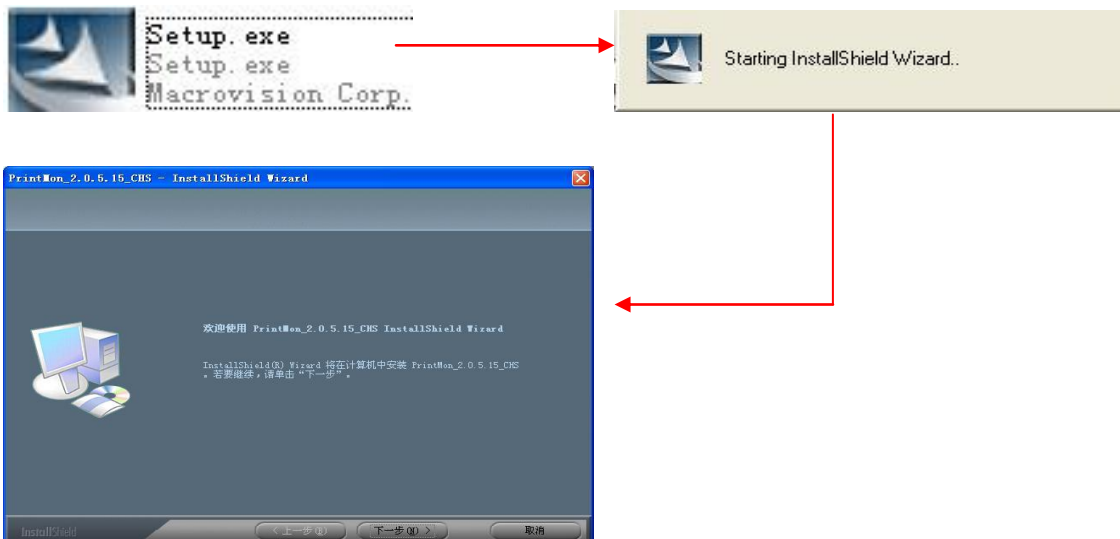 Setup.exe
Setup.exe
Macrovision Corp.
Starting InstallShield Wizard..
PrintMon_2.0.5.15_CHS - InstallShield Wizard
欢迎使用 PrintMon_2.0.5.15_CHS InstallShield Wizard
InstallShield(R) Wizard 将在计算机中安装 PrintMon_2.0.5.15_CHS
。若要继续，请单击“下一步”。
InstallShield
< 上一步(B)
下一步(N) >
取消